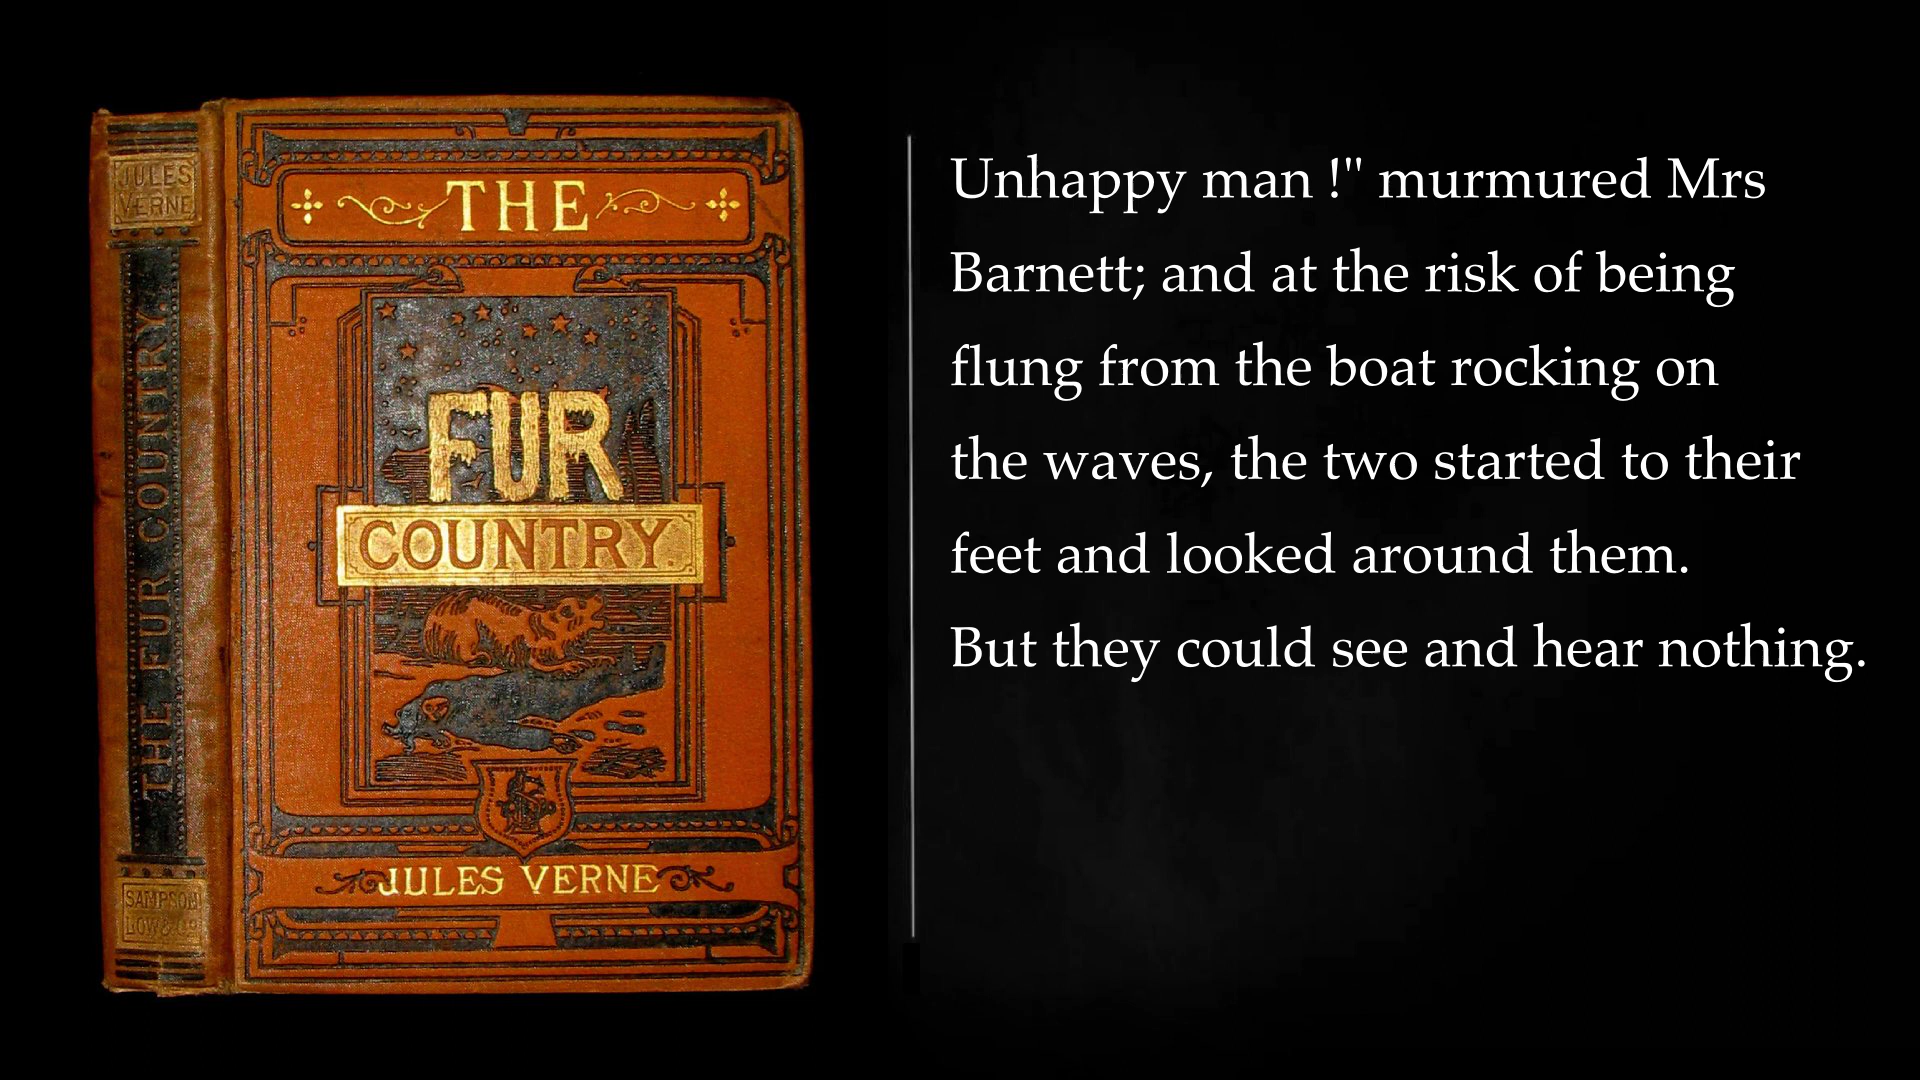 JULES
VERNE
THE FUR COUNTRY.
SAMPSON
LOW & Co
THE
FUR
COUNTRY.
JULES VERNE
Unhappy man !" murmured Mrs
Barnett; and at the risk of being
flung from the boat rocking on
the waves, the two started to their
feet and looked around them.
But they could see and hear nothing.